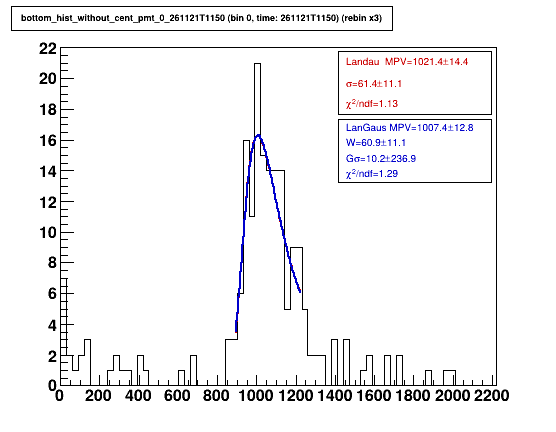 bottom_hist_without_cent_pmt_0_261121T1150 (bin 0, time: 261121T1150) (rebin x3)
Landau  MPV=1021.4±14.4
σ=61.4±11.1
χ²/ndf=1.13
LanGaus MPV=1007.4±12.8
W=60.9±11.1
Gσ=10.2±236.9
χ²/ndf=1.29
22
20
18
16
14
12
10
8
6
4
2
0
0 200 400 600 800 1000 1200 1400 1600 1800 2000 2200